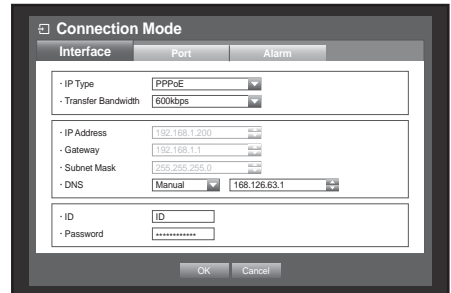 Connection Mode
Interface Port Alarm
· IP Type PPPoE
· Transfer Bandwidth 600kbps
· IP Address 192.168.1.200
· Gateway 192.168.1.1
· Subnet Mask 255.255.255.0
· DNS Manual 168.126.63.1
· ID ID
· Password ************
OK Cancel